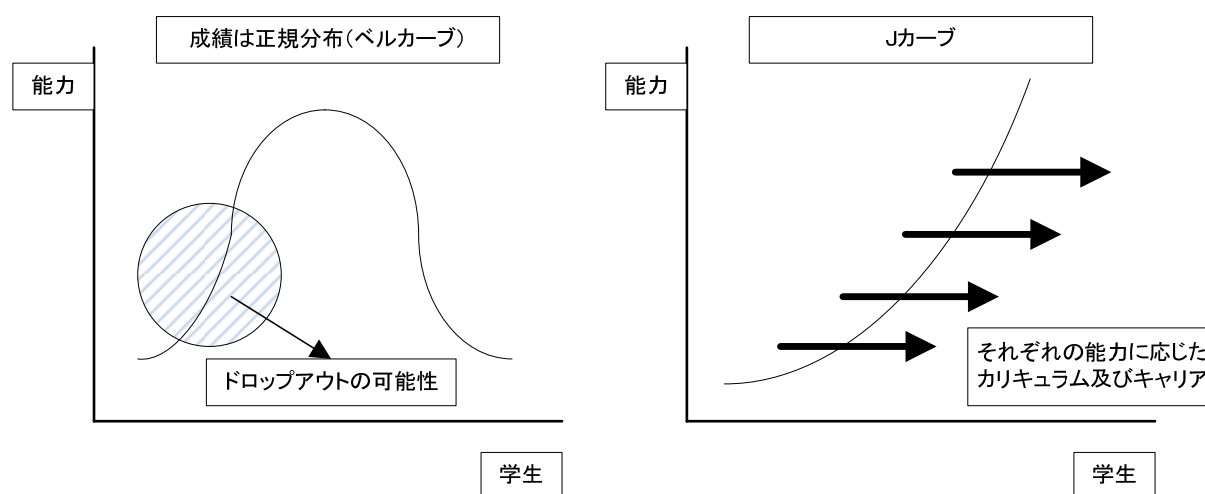 成績は正規分布(ベルカーブ)
能力
ドロップアウトの可能性
学生
Jカーブ
能力
それぞれの能力に応じた
カリキュラム及びキャリア
学生